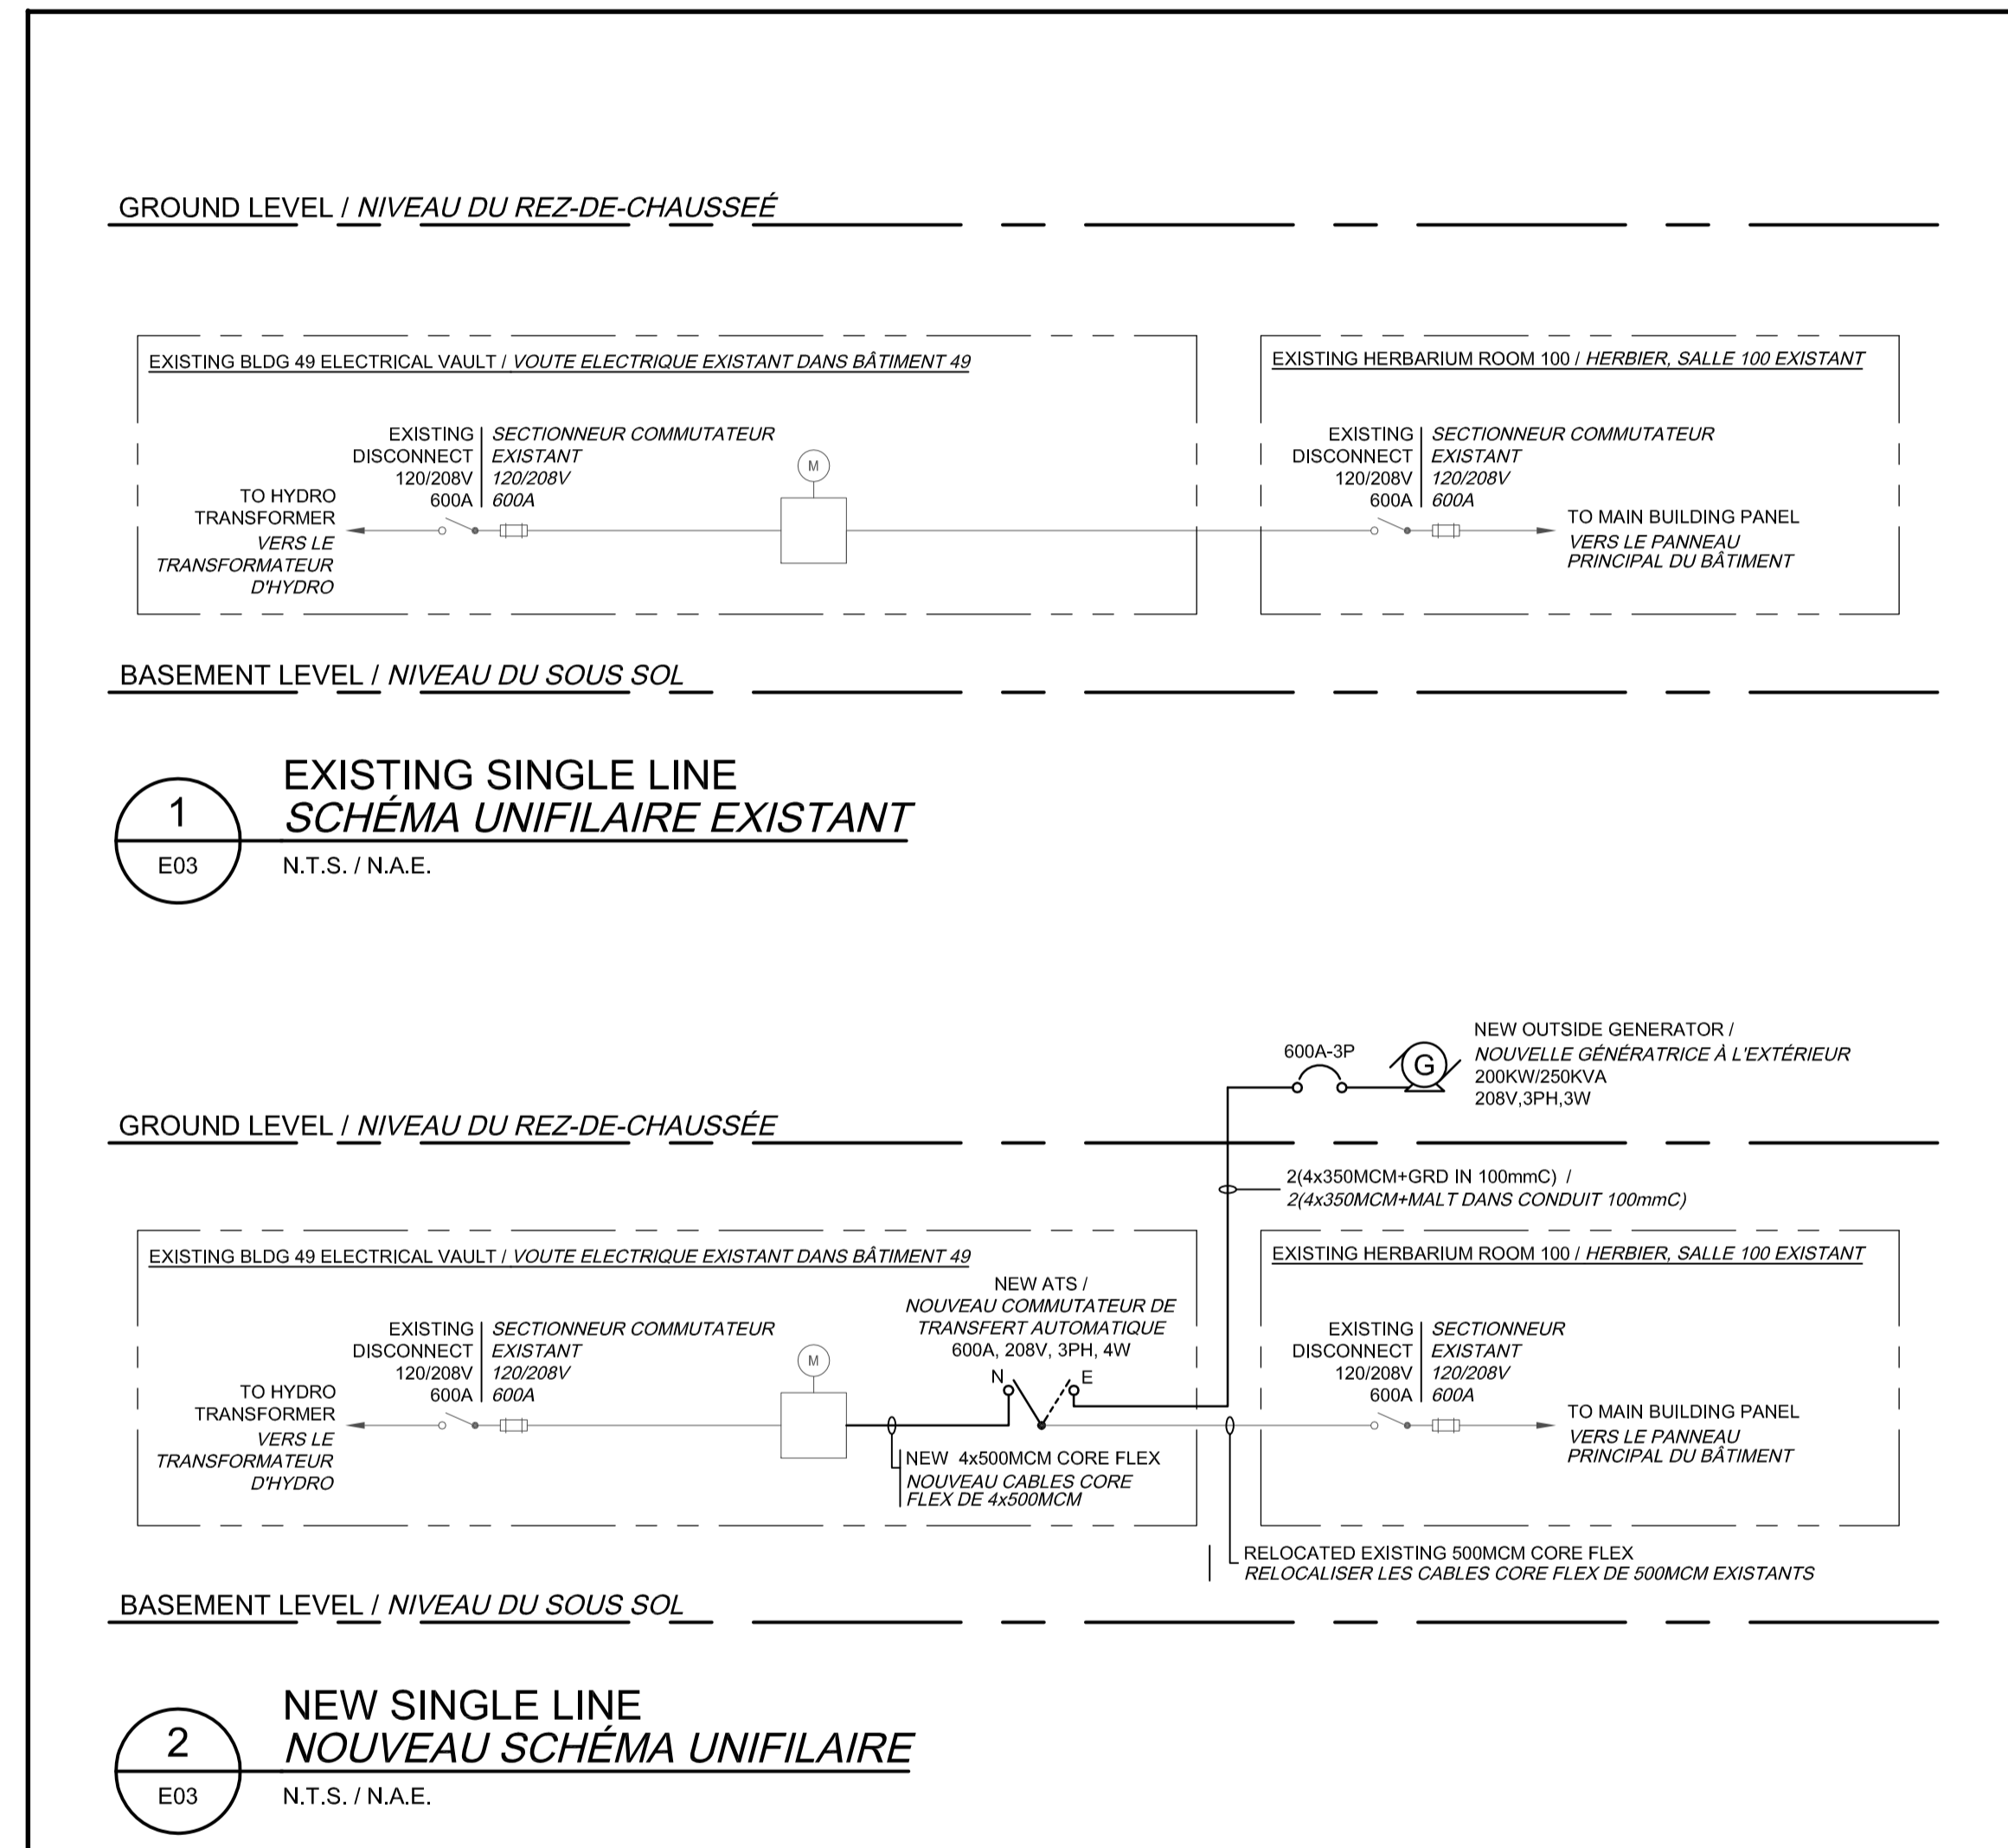 GROUND LEVEL / NIVEAU DU REZ-DE-CHAUSSEÉ
EXISTING BLDG 49 ELECTRICAL VAULT / VOUTE ELECTRIQUE EXISTANT DANS BÂTIMENT 49
EXISTING
DISCONNECT
120/208V
600A
SECTIONNEUR COMMUTATEUR
EXISTANT
120/208V
600A
M
TO HYDRO
TRANSFORMER
VERS LE
TRANSFORMATEUR
D'HYDRO
EXISTING HERBARIUM ROOM 100 / HERBIER, SALLE 100 EXISTANT
EXISTING
DISCONNECT
120/208V
600A
SECTIONNEUR COMMUTATEUR
EXISTANT
120/208V
600A
TO MAIN BUILDING PANEL
VERS LE PANNEAU
PRINCIPAL DU BÂTIMENT
BASEMENT LEVEL / NIVEAU DU SOUS SOL
1
E03
EXISTING SINGLE LINE
SCHÉMA UNIFILAIRE EXISTANT
N.T.S. / N.A.E.
600A-3P
G
NEW OUTSIDE GENERATOR /
NOUVELLE GÉNÉRATRICE À L'EXTÉRIEUR
200KW/250KVA
208V,3PH,3W
GROUND LEVEL / NIVEAU DU REZ-DE-CHAUSSÉE
2(4x350MCM+GRD IN 100mmC) /
2(4x350MCM+MALT DANS CONDUIT 100mmC)
EXISTING BLDG 49 ELECTRICAL VAULT / VOUTE ELECTRIQUE EXISTANT DANS BÂTIMENT 49
EXISTING
DISCONNECT
120/208V
600A
SECTIONNEUR COMMUTATEUR
EXISTANT
120/208V
600A
M
TO HYDRO
TRANSFORMER
VERS LE
TRANSFORMATEUR
D'HYDRO
NEW ATS /
NOUVEAU COMMUTATEUR DE
TRANSFERT AUTOMATIQUE
600A, 208V, 3PH, 4W
N
E
NEW 4x500MCM CORE FLEX
NOUVEAU CABLES CORE
FLEX DE 4x500MCM
EXISTING HERBARIUM ROOM 100 / HERBIER, SALLE 100 EXISTANT
EXISTING
DISCONNECT
120/208V
600A
SECTIONNEUR
EXISTANT
120/208V
600A
TO MAIN BUILDING PANEL
VERS LE PANNEAU
PRINCIPAL DU BÂTIMENT
RELOCATED EXISTING 500MCM CORE FLEX
RELOCALISER LES CABLES CORE FLEX DE 500MCM EXISTANTS
BASEMENT LEVEL / NIVEAU DU SOUS SOL
2
E03
NEW SINGLE LINE
NOUVEAU SCHÉMA UNIFILAIRE
N.T.S. / N.A.E.